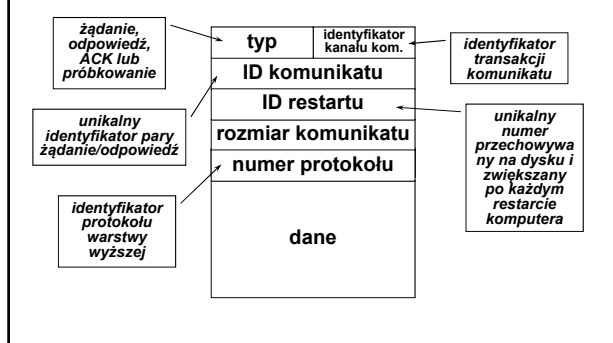 żądanie,
odpowiedź,
ACK lub
próbkowanie
typ
identyfikator
kanału kom.
identyfikator
transakcji
komunikatu
ID komunikatu
ID restartu
rozmiar komunikatu
numer protokołu
dane
unikalny
identyfikator pary
żądanie/odpowiedź
unikalny
numer
przechowywa
ny na dysku i
zwiększany
po każdym
restarcie
komputera
identyfikator
protokołu
warstwy
wyższej